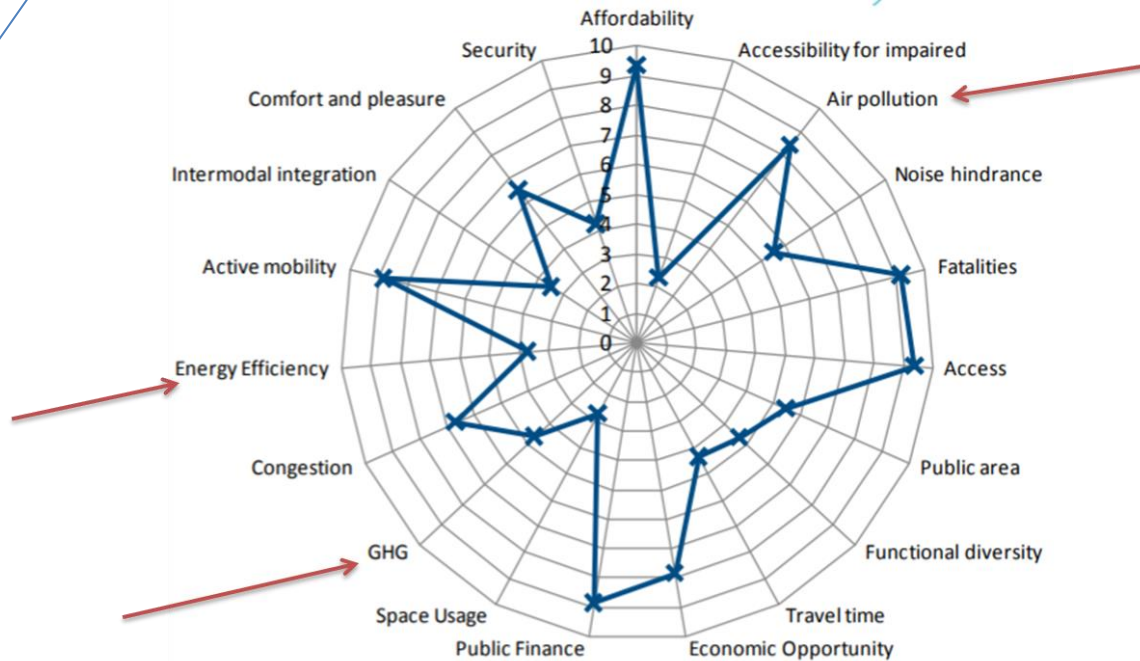 Affordability
Accessibility for impaired
Air pollution
Noise hindrance
Fatalities
Access
Public area
Functional diversity
Travel time
Economic Opportunity
Public Finance
Space Usage
GHG
Congestion
Energy Efficiency
Active mobility
Intermodal integration
Comfort and pleasure
Security
10
9
8
7
6
5
4
3
2
1
0